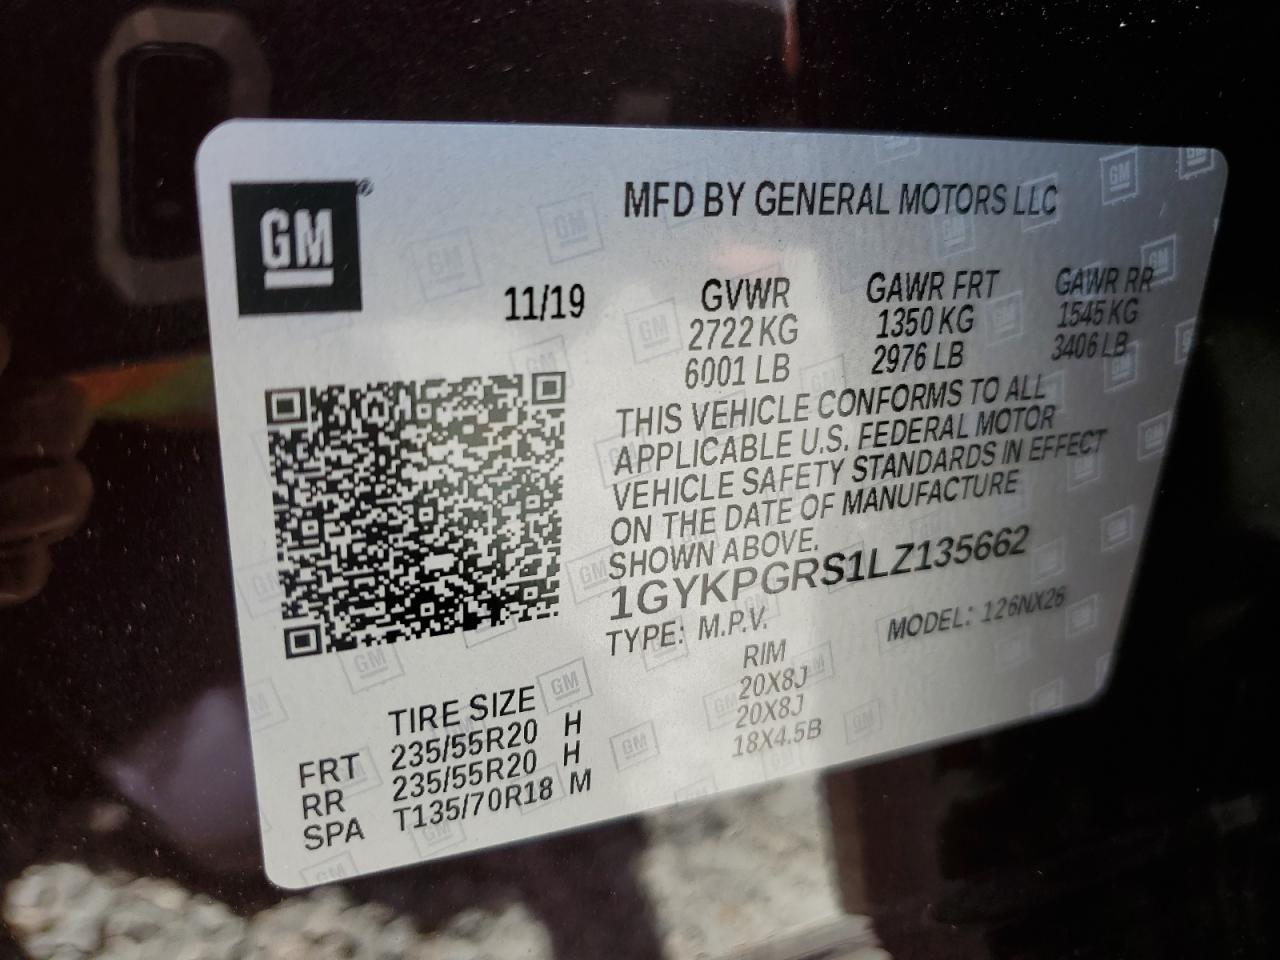 GM
MFD BY GENERAL MOTORS LLC
11/19
GVWR GAWR FRT GAWR RR
2722 KG 1350 KG 1545 KG
6001 LB 2976 LB 3406 LB
THIS VEHICLE CONFORMS TO ALL
APPLICABLE U.S. FEDERAL MOTOR
VEHICLE SAFETY STANDARDS IN EFFECT
ON THE DATE OF MANUFACTURE
SHOWN ABOVE.
1GYKPGRS1LZ135662
TYPE: M.P.V. MODEL: 126NX26
TIRE SIZE RIM
FRT 235/55R20 H 20X8J
RR 235/55R20 H 20X8J
SPA T135/70R18 M 18X4.5B